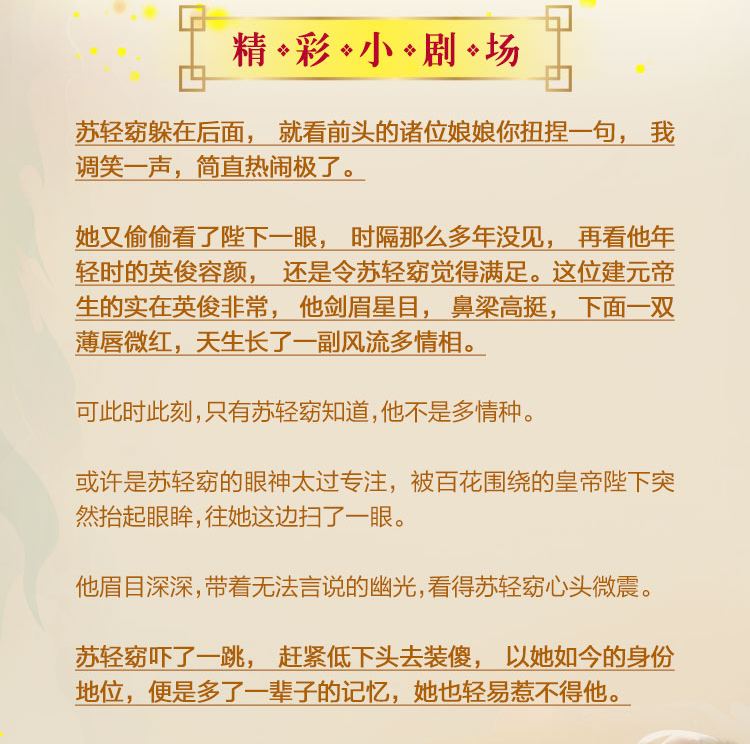 精彩小剧场
苏轻窈躲在后面，就看前头的诸位娘娘你扭捏一句，我
调笑一声，简直热闹极了。
她又偷偷看了陛下一眼，时隔那么多年没见，再看他年
轻时的英俊容颜，还是令苏轻窈觉得满足。这位建元帝
生的实在英俊非常，他剑眉星目，鼻梁高挺，下面一双
薄唇微红，天生长了一副风流多情相。
可此时此刻，只有苏轻窈知道，他不是多情种。
或许是苏轻窈的眼神太过专注，被百花围绕的皇帝陛下突
然抬起眼眸，往她这边扫了一眼。
他眉目深深，带着无法言说的幽光，看得苏轻窈心头微震。
苏轻窈吓了一跳，赶紧低下头去装傻，以她如今的身份
地位，便是多了一辈子的记忆，她也轻易惹不得他。